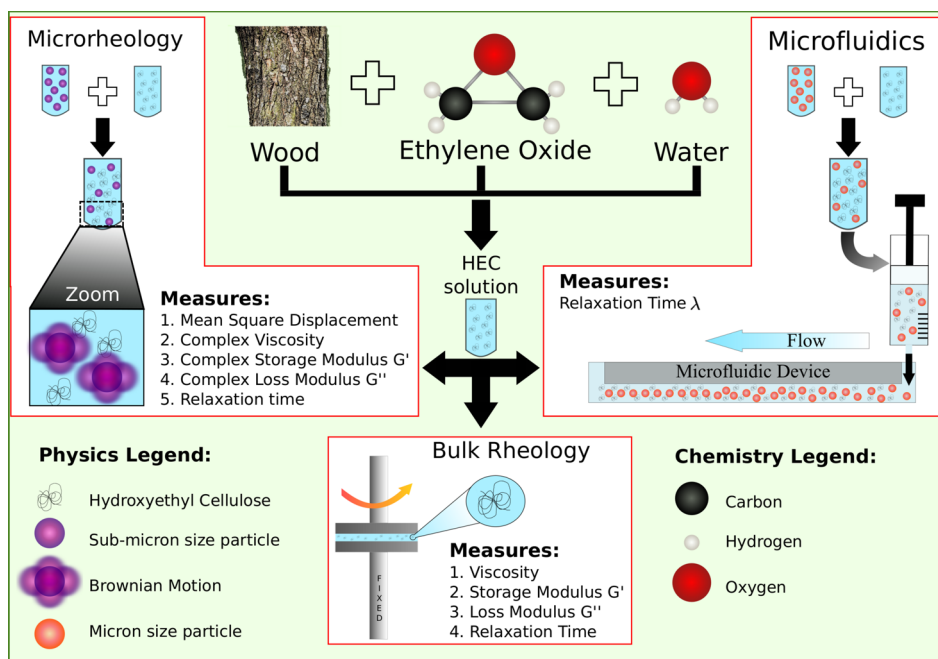 Microrheology
Wood
Ethylene Oxide
Water
Microfluidics
HEC
solution
Zoom
Measures:
1. Mean Square Displacement
2. Complex Viscosity
3. Complex Storage Modulus G'
4. Complex Loss Modulus G''
5. Relaxation time
Measures:
Relaxation Time λ
Flow
Microfluidic Device
Physics Legend:
Hydroxyethyl Cellulose
Sub-micron size particle
Brownian Motion
Micron size particle
Bulk Rheology
FIXED
Measures:
1. Viscosity
2. Storage Modulus G'
3. Loss Modulus G''
4. Relaxation Time
Chemistry Legend:
Carbon
Hydrogen
Oxygen